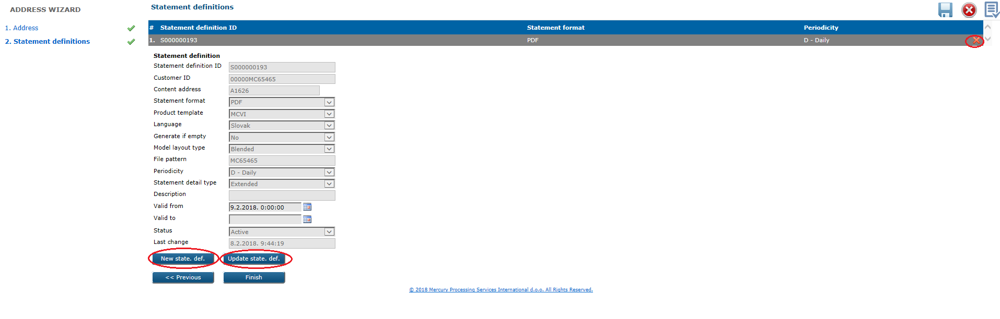 ADDRESS WIZARD
Statement definitions
1. Address
2. Statement definitions
# Statement definition ID Statement format Periodicity
1. S000000193 PDF D - Daily
Statement definition
Statement definition ID S000000193
Customer ID 00000MC65465
Content address A1626
Statement format PDF
Product template MCVI
Language Slovak
Generate if empty No
Model layout type Blended
File pattern MC65465
Periodicity D - Daily
Statement detail type Extended
Description
Valid from 9.2.2018. 0:00:00
Valid to
Status Active
Last change 8.2.2018. 9:44:19
New state. def. Update state. def.
<< Previous Finish
© 2018 Mercury Processing Services International d.o.o. All Rights Reserved.